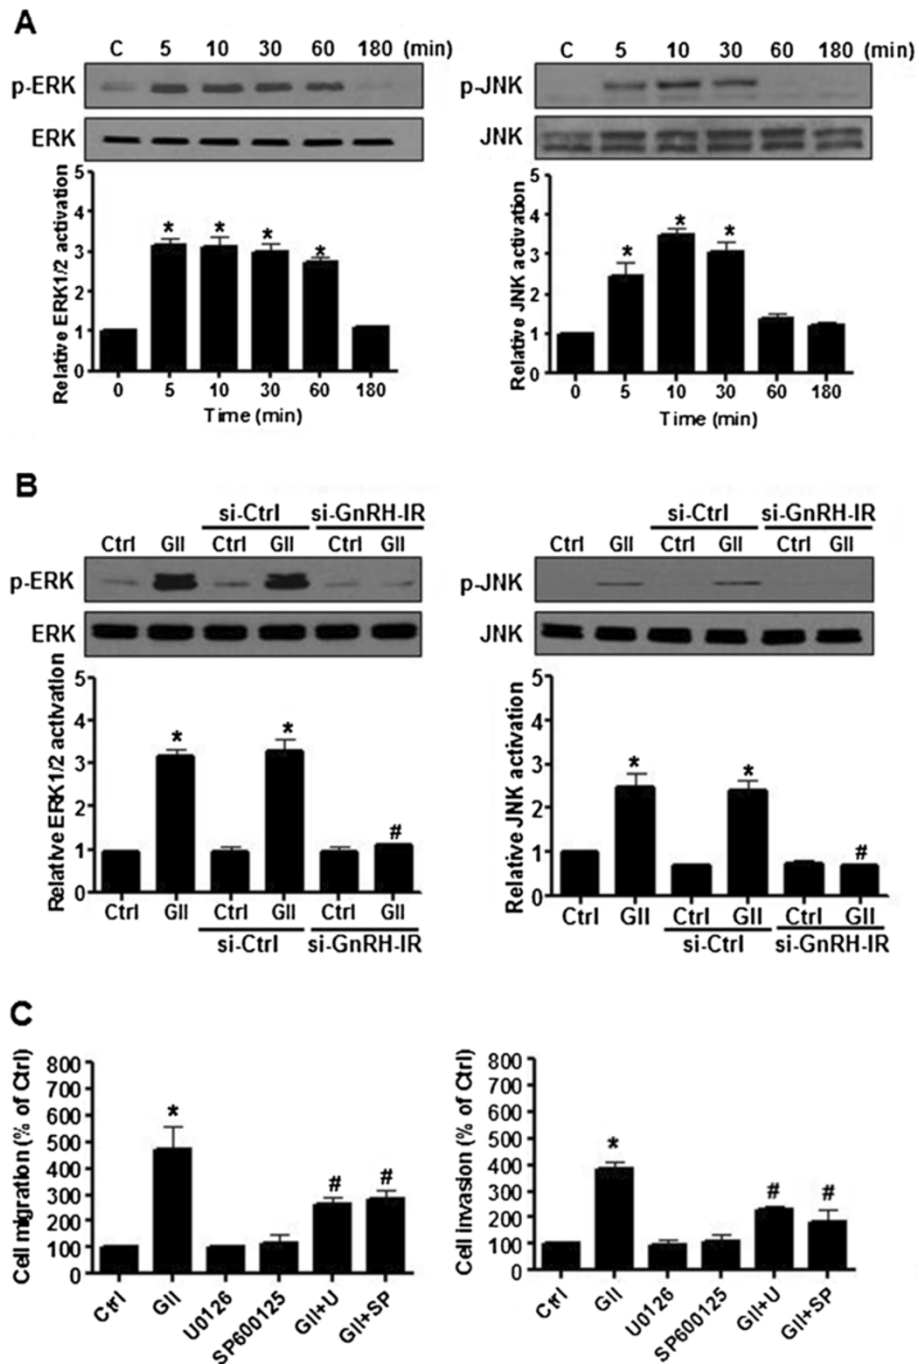 A
C 5 10 30 60 180 (min)
p-ERK
ERK
Relative ERK1/2 activation
5
4
3
2
1
0
* * * *
0 5 10 30 60 180
Time (min)
C 5 10 30 60 180 (min)
p-JNK
JNK
Relative JNK activation
5
4
3
2
1
0
* * *
0 5 10 30 60 180
Time (min)
B
si-Ctrl si-GnRH-IR
Ctrl GII Ctrl GII Ctrl GII
p-ERK
ERK
Relative ERK1/2 activation
5
4
3
2
1
0
* * #
Ctrl GII Ctrl GII Ctrl GII
si-Ctrl si-GnRH-IR
si-Ctrl si-GnRH-IR
Ctrl GII Ctrl GII Ctrl GII
p-JNK
JNK
Relative JNK activation
5
4
3
2
1
0
* * #
Ctrl GII Ctrl GII Ctrl GII
si-Ctrl si-GnRH-IR
C
Cell migration (% of Ctrl)
800
700
600
500
400
300
200
100
0
* # #
Ctrl GII U0126 SP600125 GII+U GII+SP
Cell invasion (% of Ctrl)
800
700
600
500
400
300
200
100
0
* # #
Ctrl GII U0126 SP600125 GII+U GII+SP